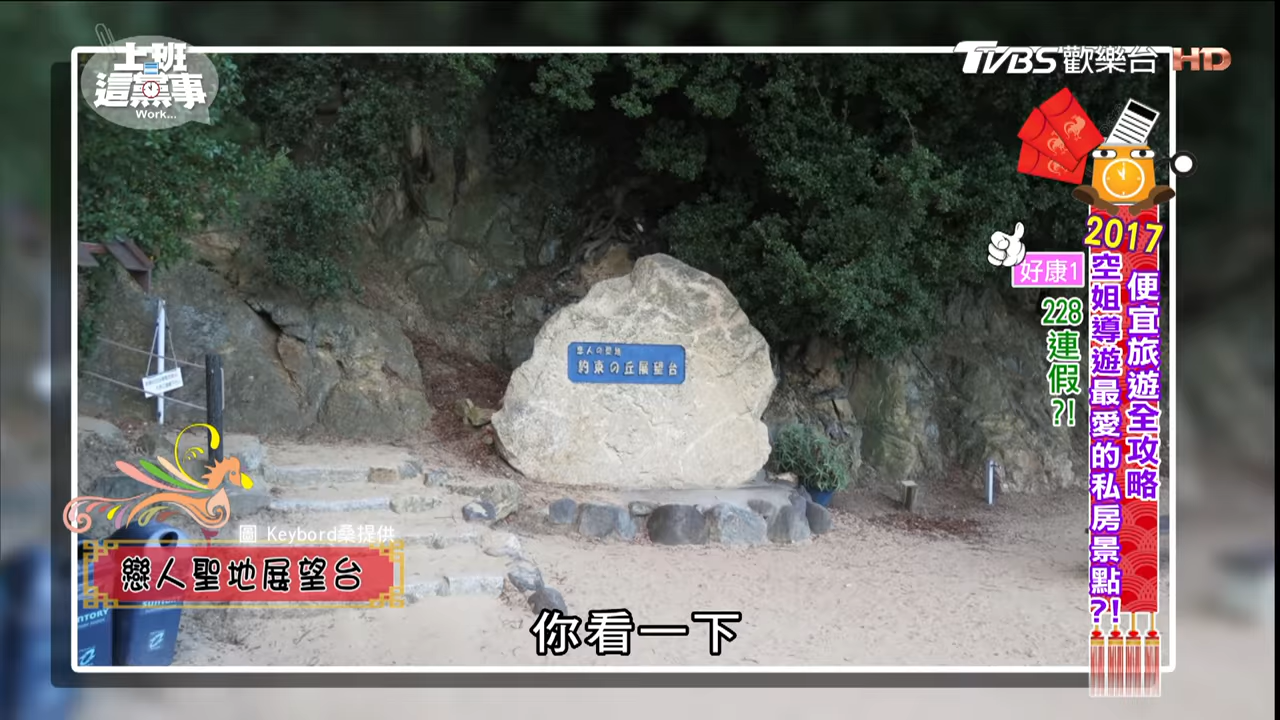 上班
這黨事
Work...
TVBS歡樂台 HD
2017
便宜旅遊全攻略
空姐導遊最愛的私房景點?!
好康1
228連假?!
戀人の聖地
約束の丘展望台
圖 Keybord桑提供
戀人聖地展望台
SUNTORY
你看一下